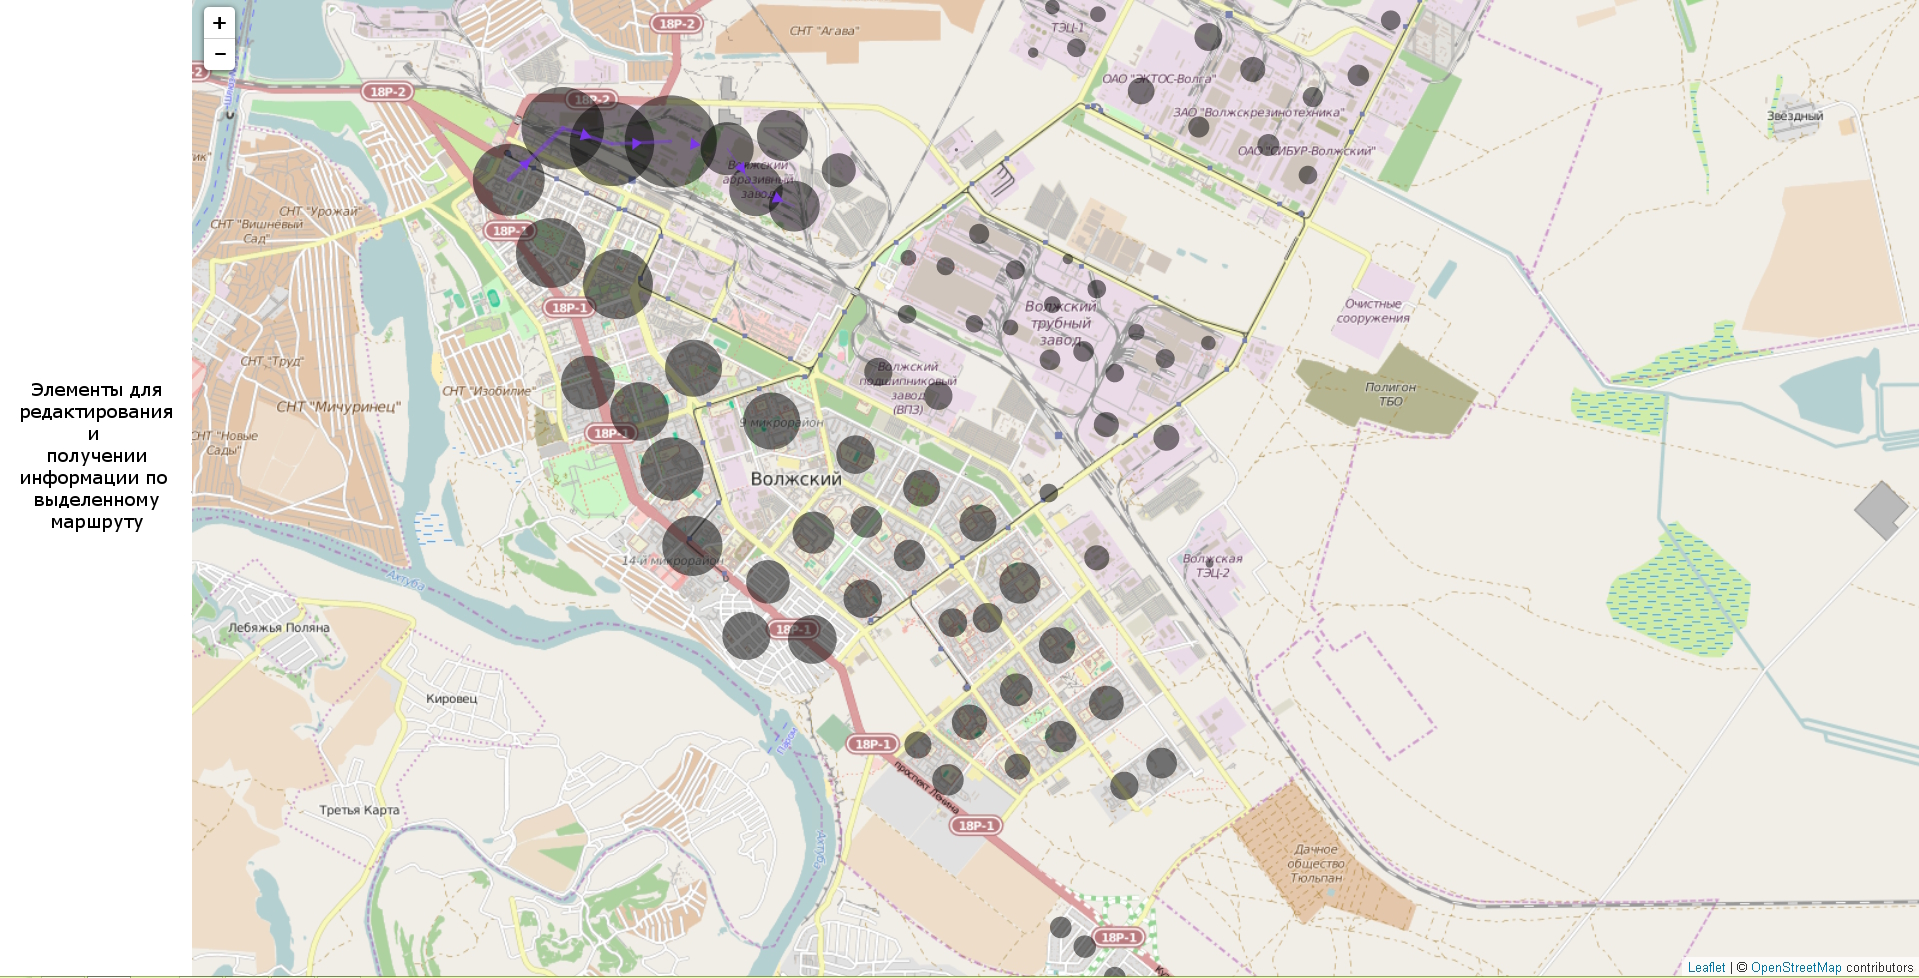 +
−
Элементы для
редактирования
и
получении
информации по
выделенному
маршруту
18Р-2
СНТ "Агава"
ТЭЦ-1
-2
18Р-2
18Р-2
ОАО "ЭКТОС-Волга"
ЗАО "Волжскрезинотехника"
Звёздный
ОАО "СИБУР-Волжский"
Волжский
абразивный
завод
СНТ "Урожай"
СНТ "Вишнёвый
Сад"
18Р-1
18Р-1
Волжский
трубный
завод
Очистные
сооружения
СНТ "Труд"
СНТ "Изобилие"
СНТ "Мичуринец"
Волжский
подшипниковый
завод
(ВПЗ)
Полигон
ТБО
СНТ "Новые
Сады"
18Р-1
9 микрорайон
Волжский
14-й микрорайон
Волжская
ТЭЦ-2
Ахтуба
Лебяжья Поляна
18Р-1
Кировец
Паром
18Р-1
проспект Ленина
Третья Карта
18Р-1
Ахтуба
Дачное
общество
Тюльпан
18Р-1
Leaflet | © OpenStreetMap contributors